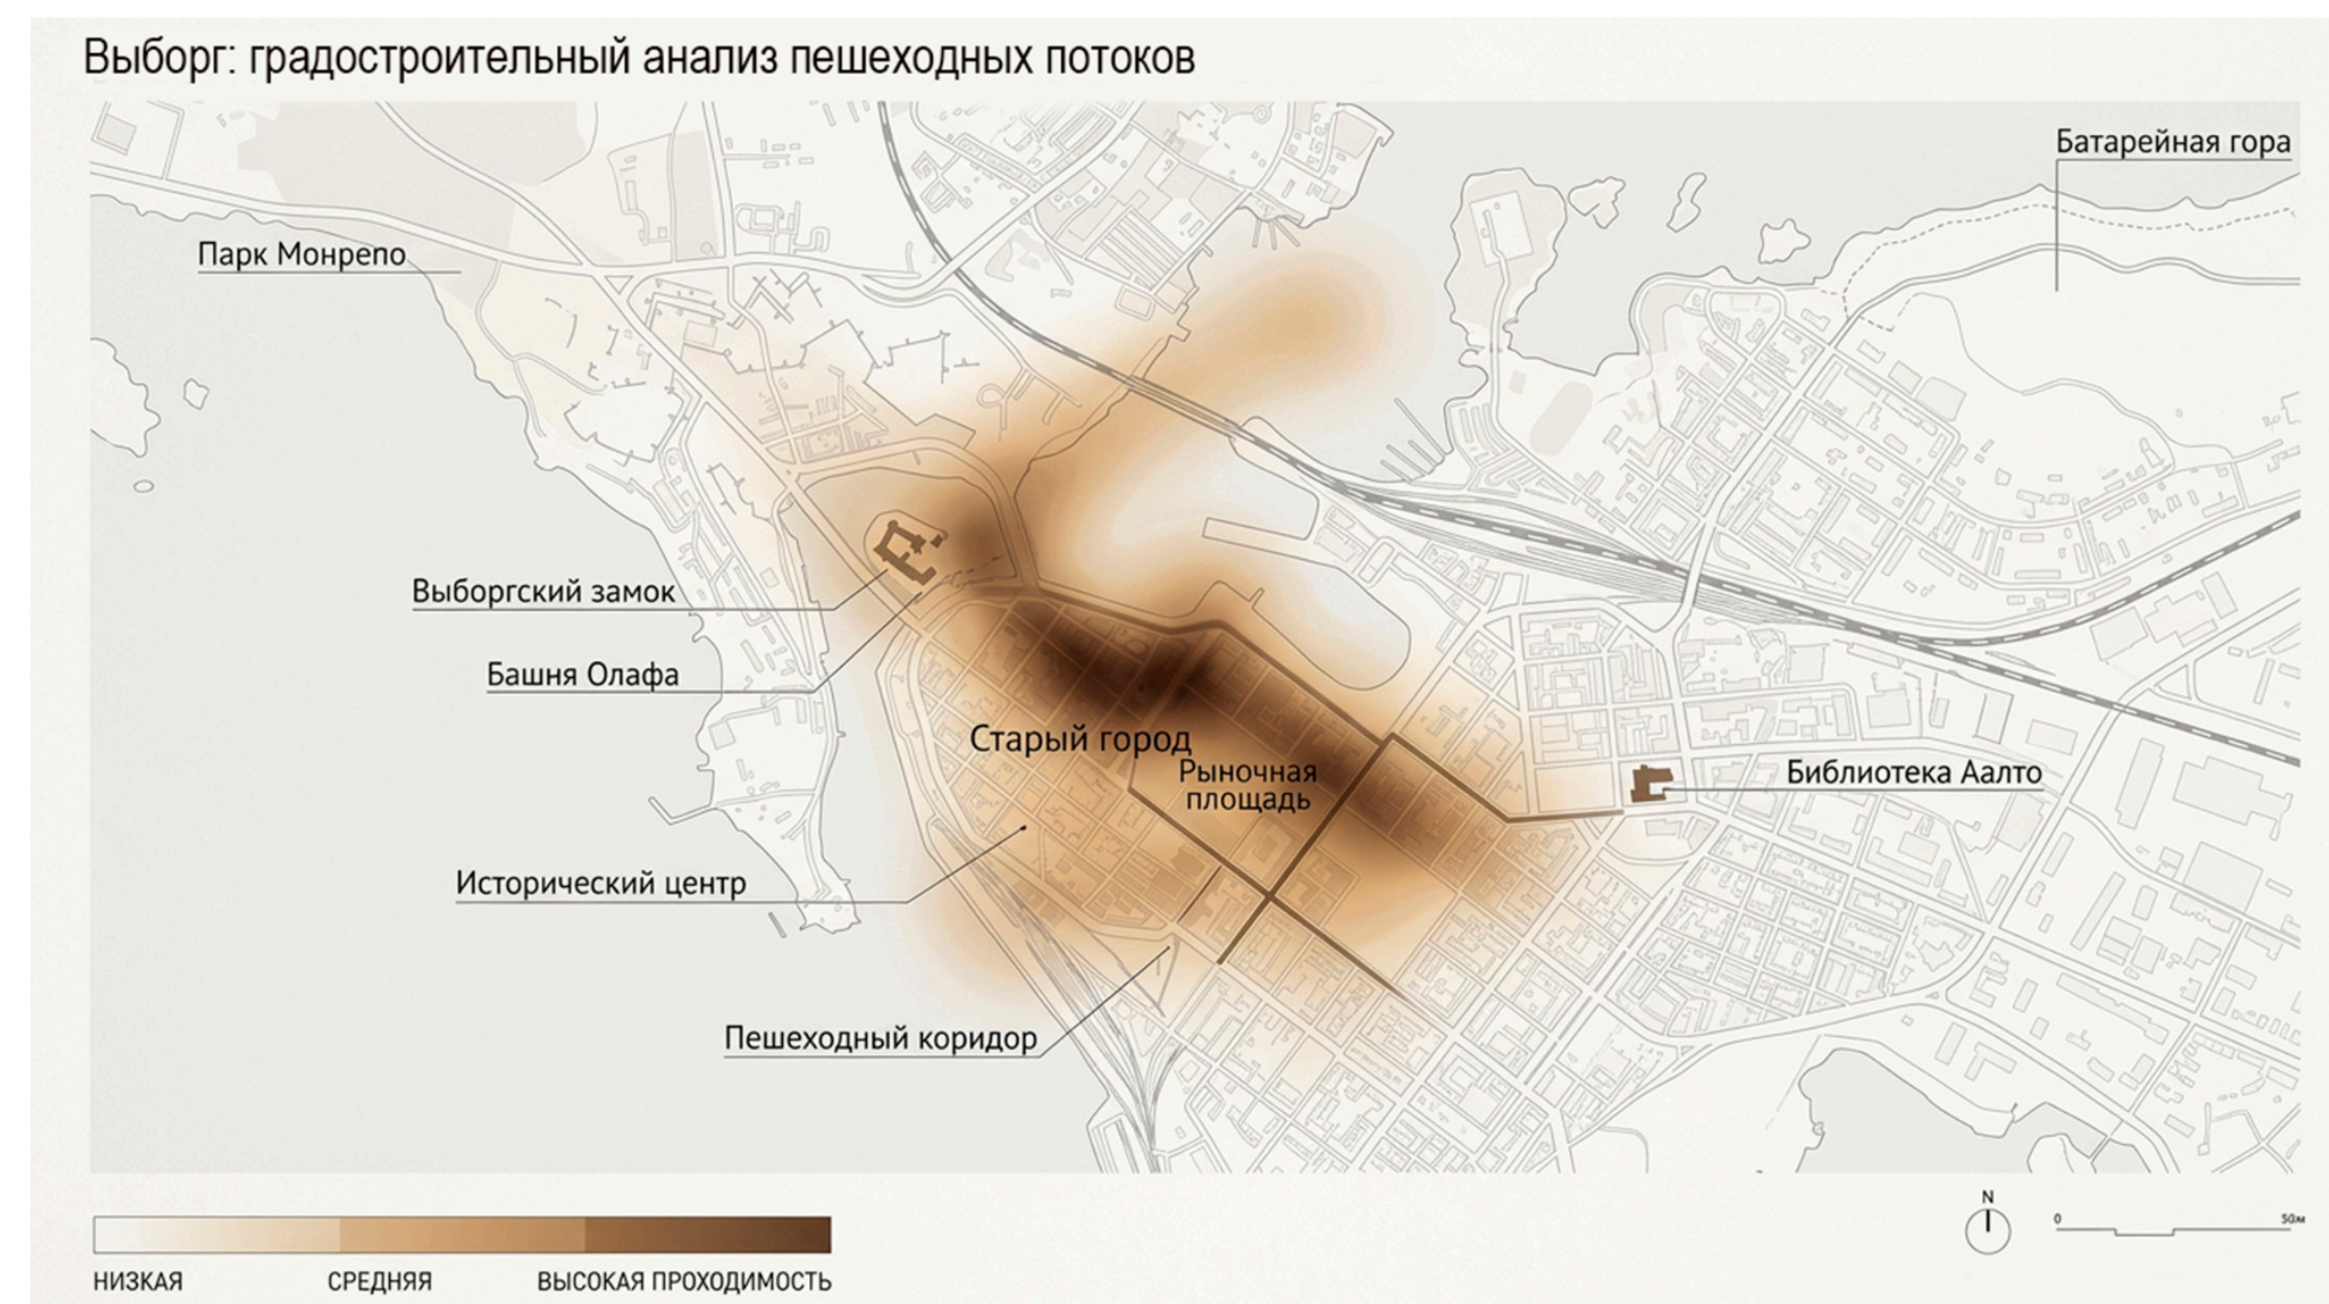 Выборг: градостроительный анализ пешеходных потоков
Батарейная гора
Парк Монрепо
Выборгский замок
Башня Олафа
Старый город
Рыночная
площадь
Библиотека Аалто
Исторический центр
Пешеходный коридор
N
0 50м
НИЗКАЯ СРЕДНЯЯ ВЫСОКАЯ ПРОХОДИМОСТЬ